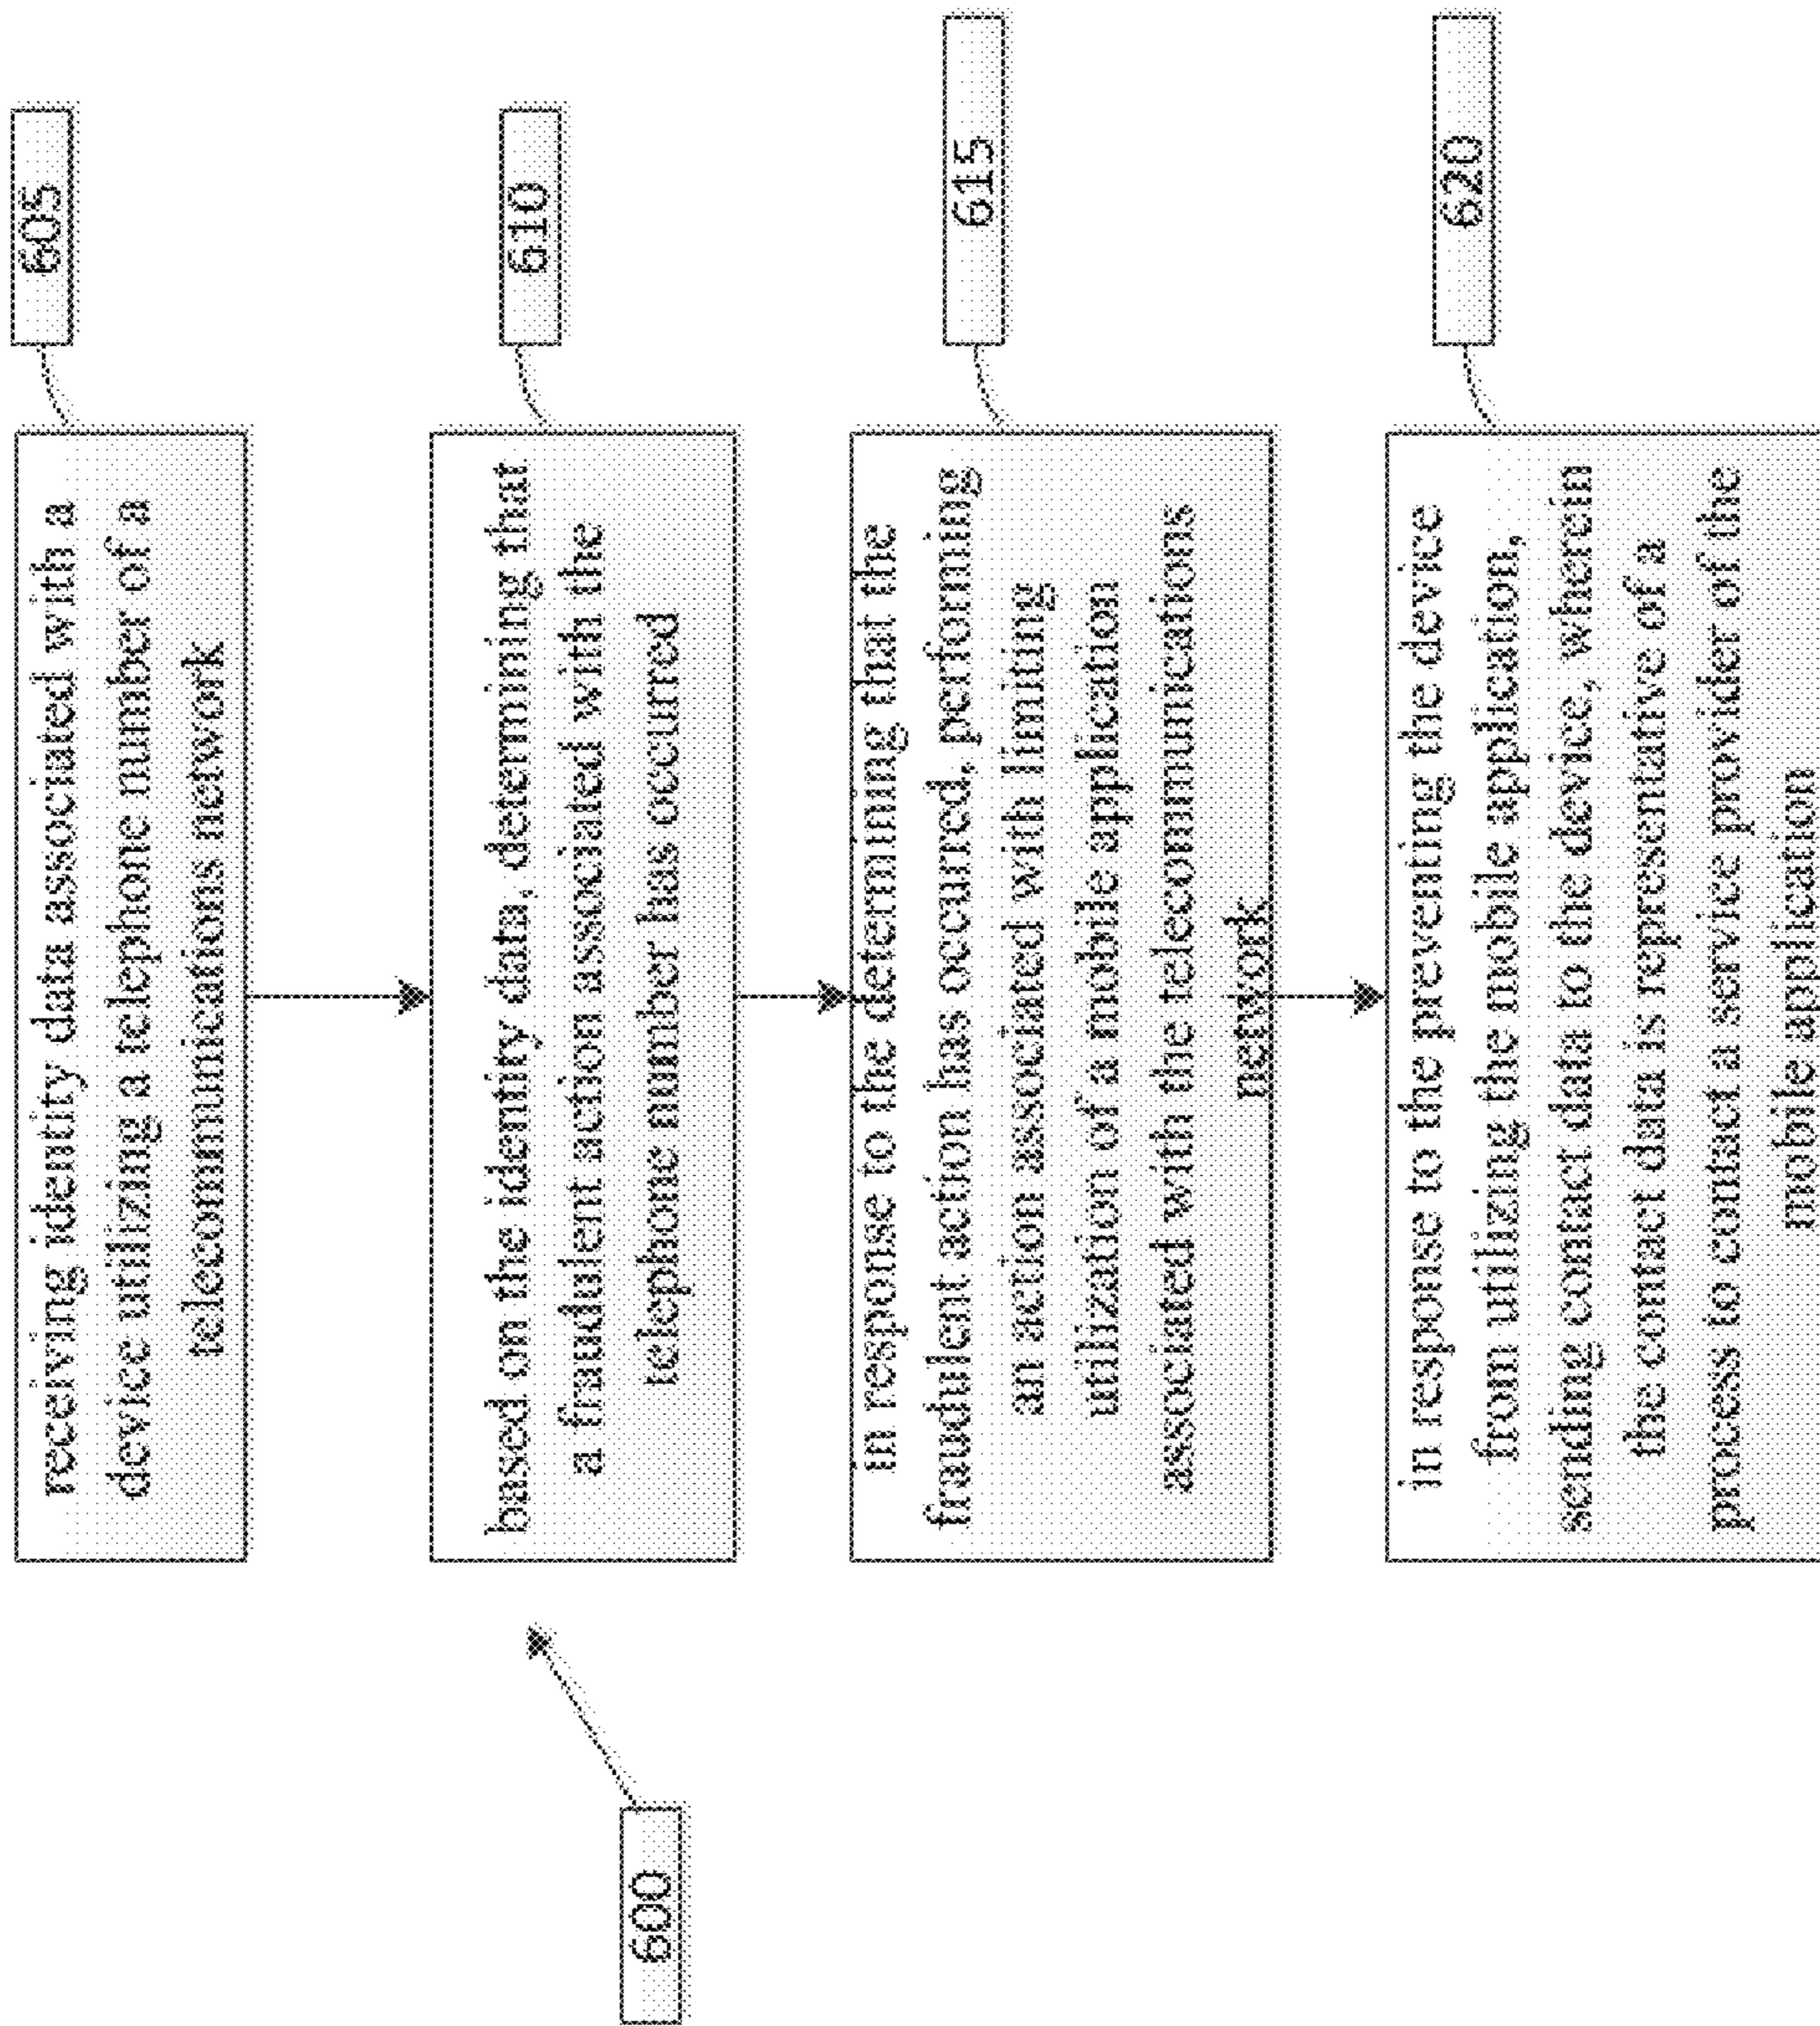 605
receiving identity data associated with a
device utilizing a telephone number of a
telecommunications network
610
based on the identity data, determining that
a fraudulent action associated with the
telephone number has occurred
600
615
in response to the determining that the
fraudulent action has occurred, performing
an action associated with limiting
utilization of a mobile application
associated with the telecommunications
network
620
in response to the preventing the device
from utilizing the mobile application,
sending contact data to the device, wherein
the contact data is representative of a
process to contact a service provider of the
mobile application